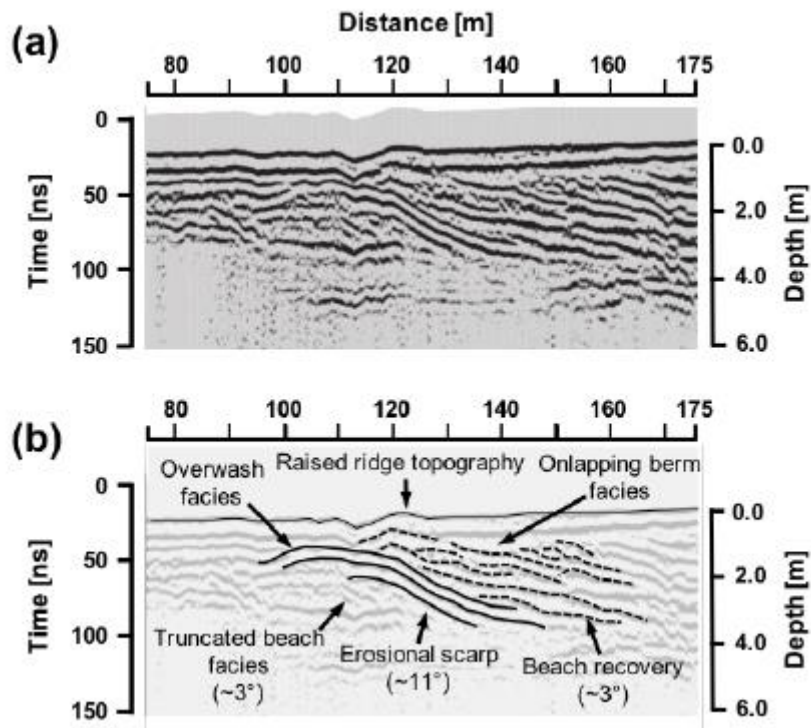 Distance [m]
(a)
80 100 120 140 160 175
Time [ns]
0
50
100
150
Depth [m]
0.0
2.0
4.0
6.0
(b)
80 100 120 140 160 175
Overwash
facies
Raised ridge topography
Onlapping berm
facies
Time [ns]
0
50
100
150
Depth [m]
0.0
2.0
4.0
6.0
Truncated beach
facies
(~3°)
Erosional scarp
(~11°)
Beach recovery
(~3°)